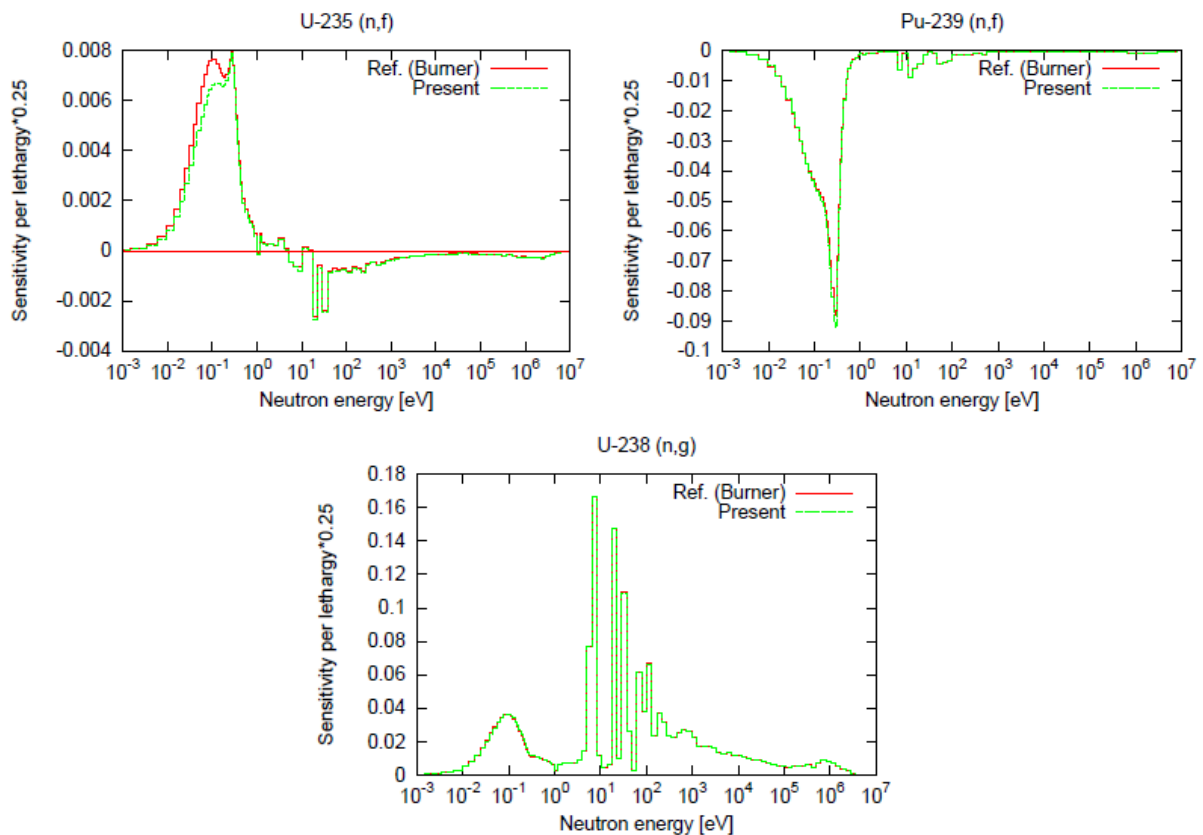 U-235 (n,f)
Sensitivity per lethargy*0.25
0.008
0.006
0.004
0.002
0
-0.002
-0.004
Ref. (Burner)
Present
10-3 10-2 10-1 100 101 102 103 104 105 106 107
Neutron energy [eV]
Pu-239 (n,f)
Sensitivity per lethargy*0.25
0
-0.01
-0.02
-0.03
-0.04
-0.05
-0.06
-0.07
-0.08
-0.09
-0.1
Ref. (Burner)
Present
10-3 10-2 10-1 100 101 102 103 104 105 106 107
Neutron energy [eV]
U-238 (n,g)
Sensitivity per lethargy*0.25
0.18
0.16
0.14
0.12
0.1
0.08
0.06
0.04
0.02
0
Ref. (Burner)
Present
10-3 10-2 10-1 100 101 102 103 104 105 106 107
Neutron energy [eV]